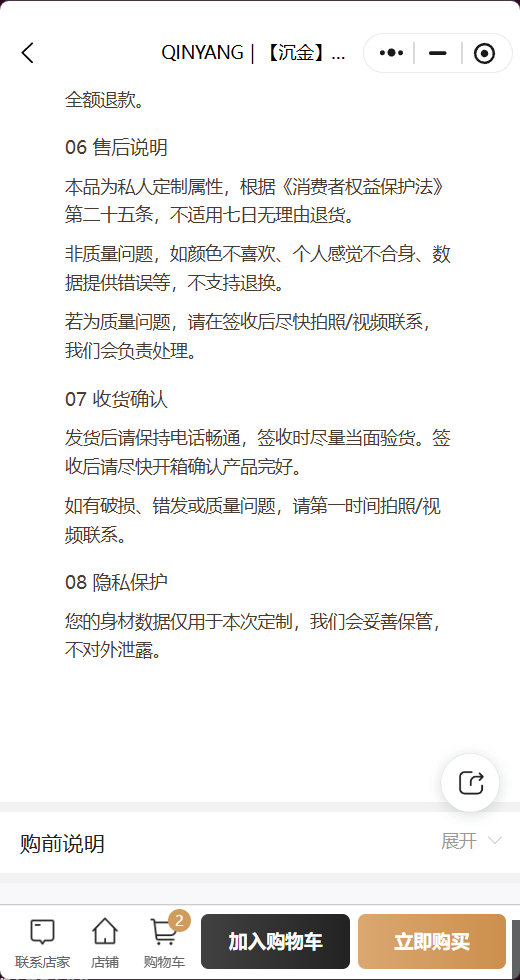 QINYANG | 【沉金】...
全额退款。
06 售后说明
本品为私人定制属性，根据《消费者权益保护法》
第二十五条，不适用七日无理由退货。
非质量问题，如颜色不喜欢、个人感觉不合身、数
据提供错误等，不支持退换。
若为质量问题，请在签收后尽快拍照/视频联系，
我们会负责处理。
07 收货确认
发货后请保持电话畅通，签收时尽量当面验货。签
收后请尽快开箱确认产品完好。
如有破损、错发或质量问题，请第一时间拍照/视
频联系。
08 隐私保护
您的身材数据仅用于本次定制，我们会妥善保管，
不对外泄露。
购前说明 展开
2
联系店家 店铺 购物车 加入购物车 立即购买